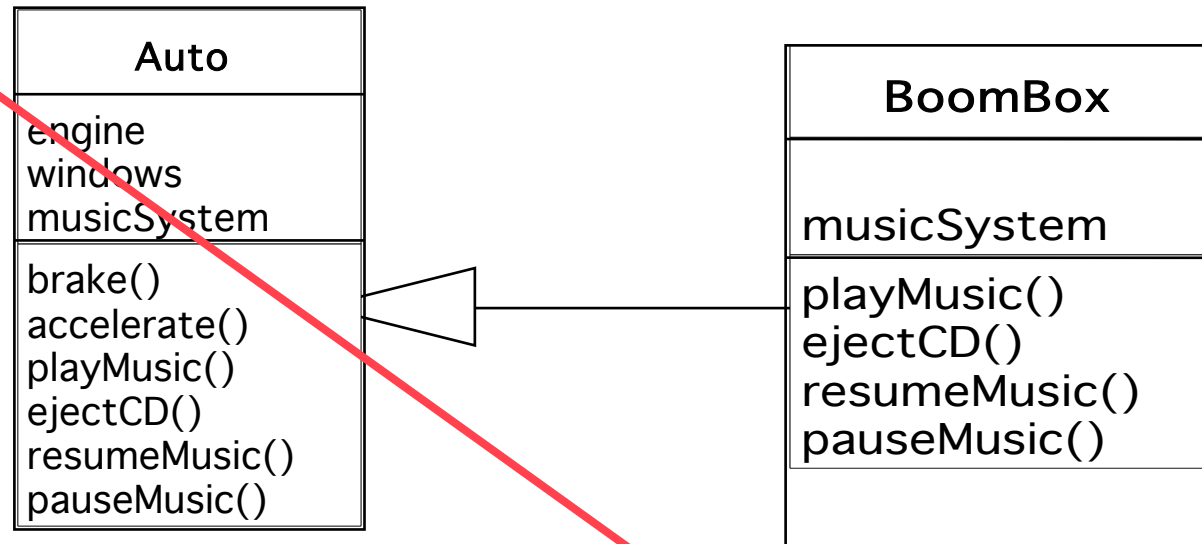 Auto
engine
windows
musicSystem
brake()
accelerate()
playMusic()
ejectCD()
resumeMusic()
pauseMusic()
BoomBox
musicSystem
playMusic()
ejectCD()
resumeMusic()
pauseMusic()